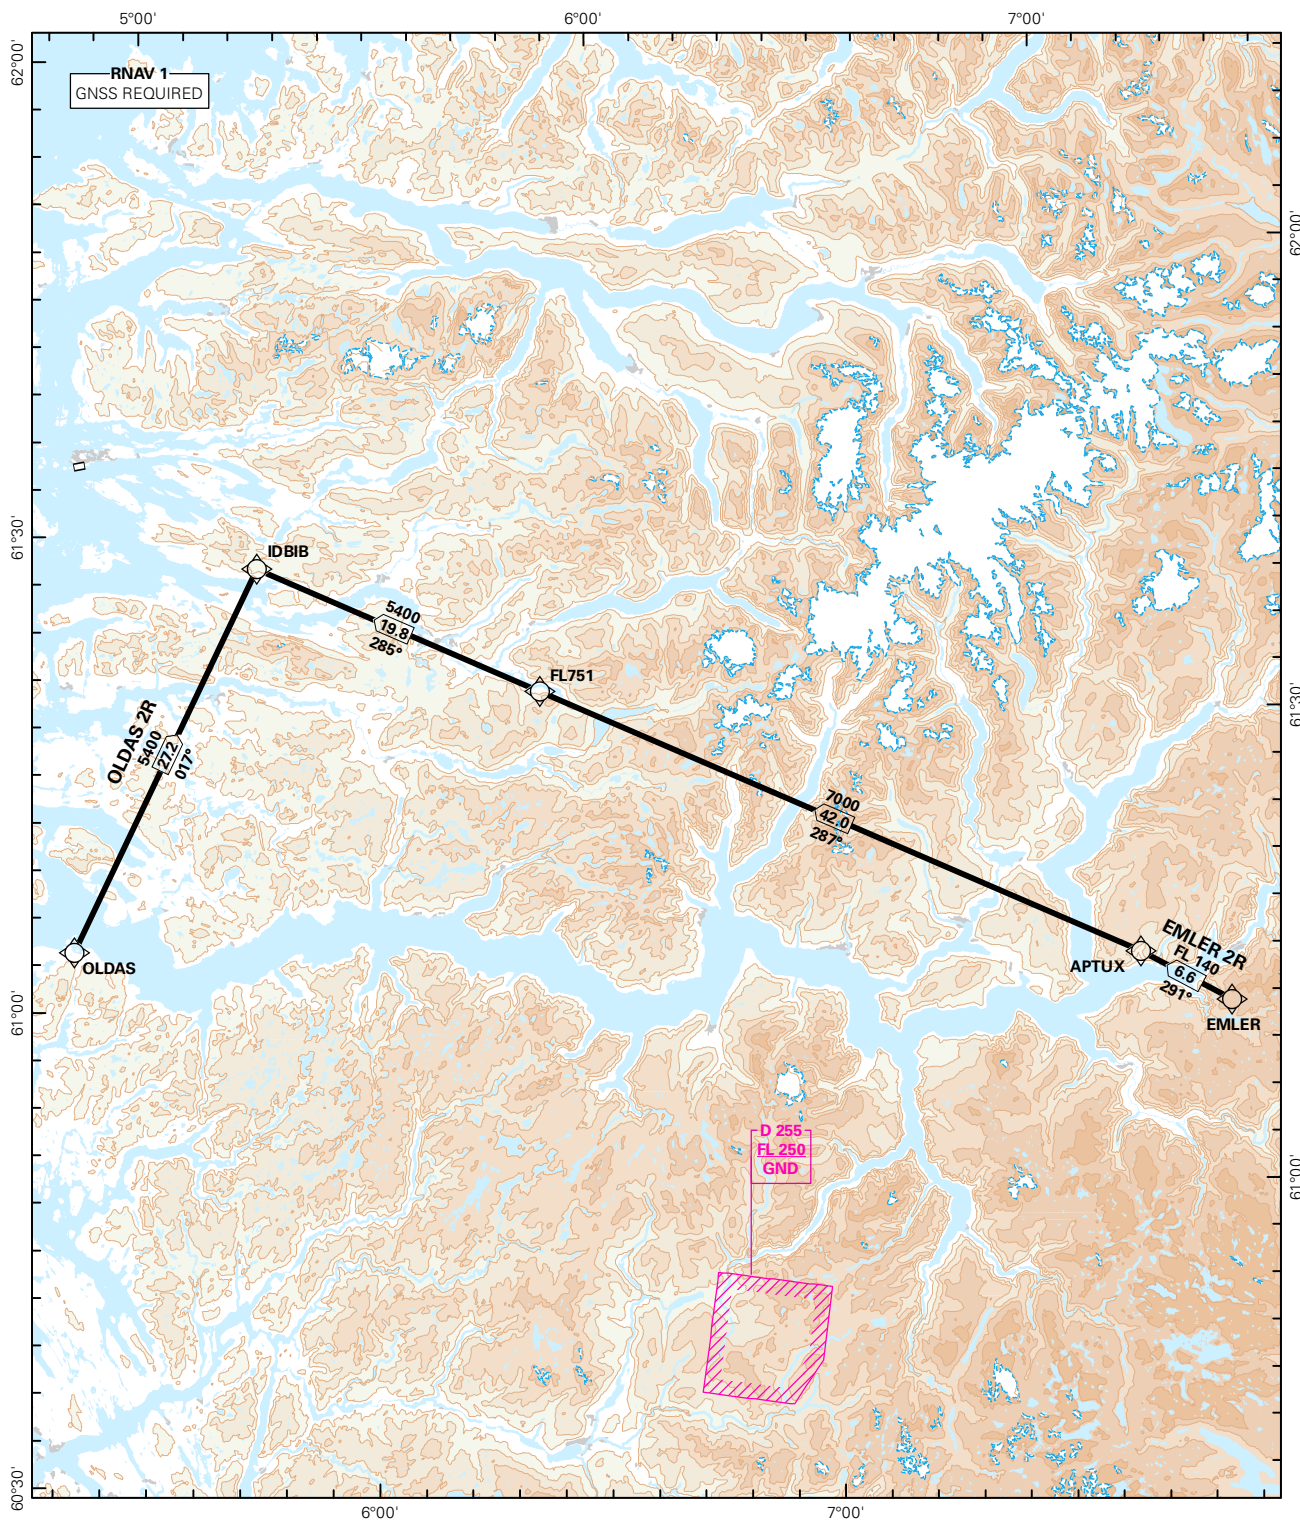 5°00'
6°00'
7°00'
62°00'
RNAV 1
GNSS REQUIRED
62°00'
61°30'
IDBIB
5400
19.8
285°
FL751
61°30'
OLDAS 2R
5400
27.2
017°
7000
42.0
287°
OLDAS
APTUX
EMLER 2R
FL 140
6.6
291°
EMLER
61°00'
D 255
FL 250
GND
61°00'
60°30'
6°00'
7°00'